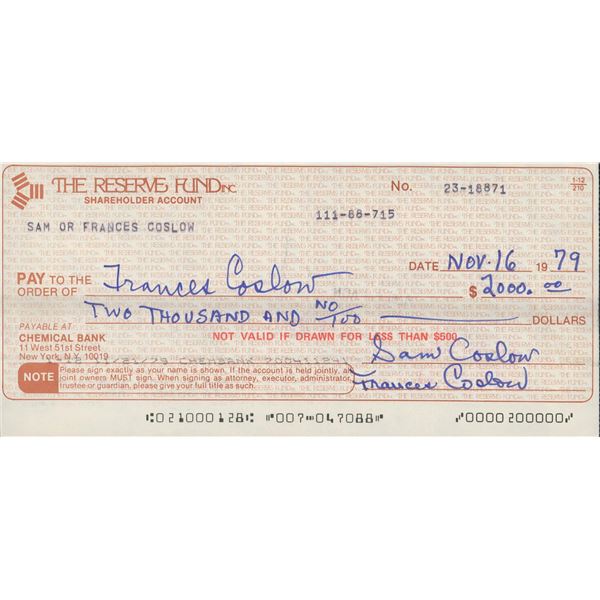 THE RESERVE FUND INC.
SHAREHOLDER ACCOUNT
No. 23-18871
1-12
210
111-88-715
SAM OR FRANCES COSLOW
DATE NOV. 16 1979
PAY TO THE
ORDER OF Frances Coslow $ 2000.00
TWO THOUSAND AND NO/100 DOLLARS
PAYABLE AT
CHEMICAL BANK
11 West 51st Street
New York, N.Y. 10019
NOT VALID IF DRAWN FOR LESS THAN $500
Sam Coslow
Frances Coslow
NOTE Please sign exactly as your name is shown. If the account is held jointly, all
joint owners MUST sign. When signing as attorney, executor, administrator,
trustee or guardian, please give your full title as such.
⑆021000128⑆ ⑈007⑉047088⑈ ⑈0000200000⑈